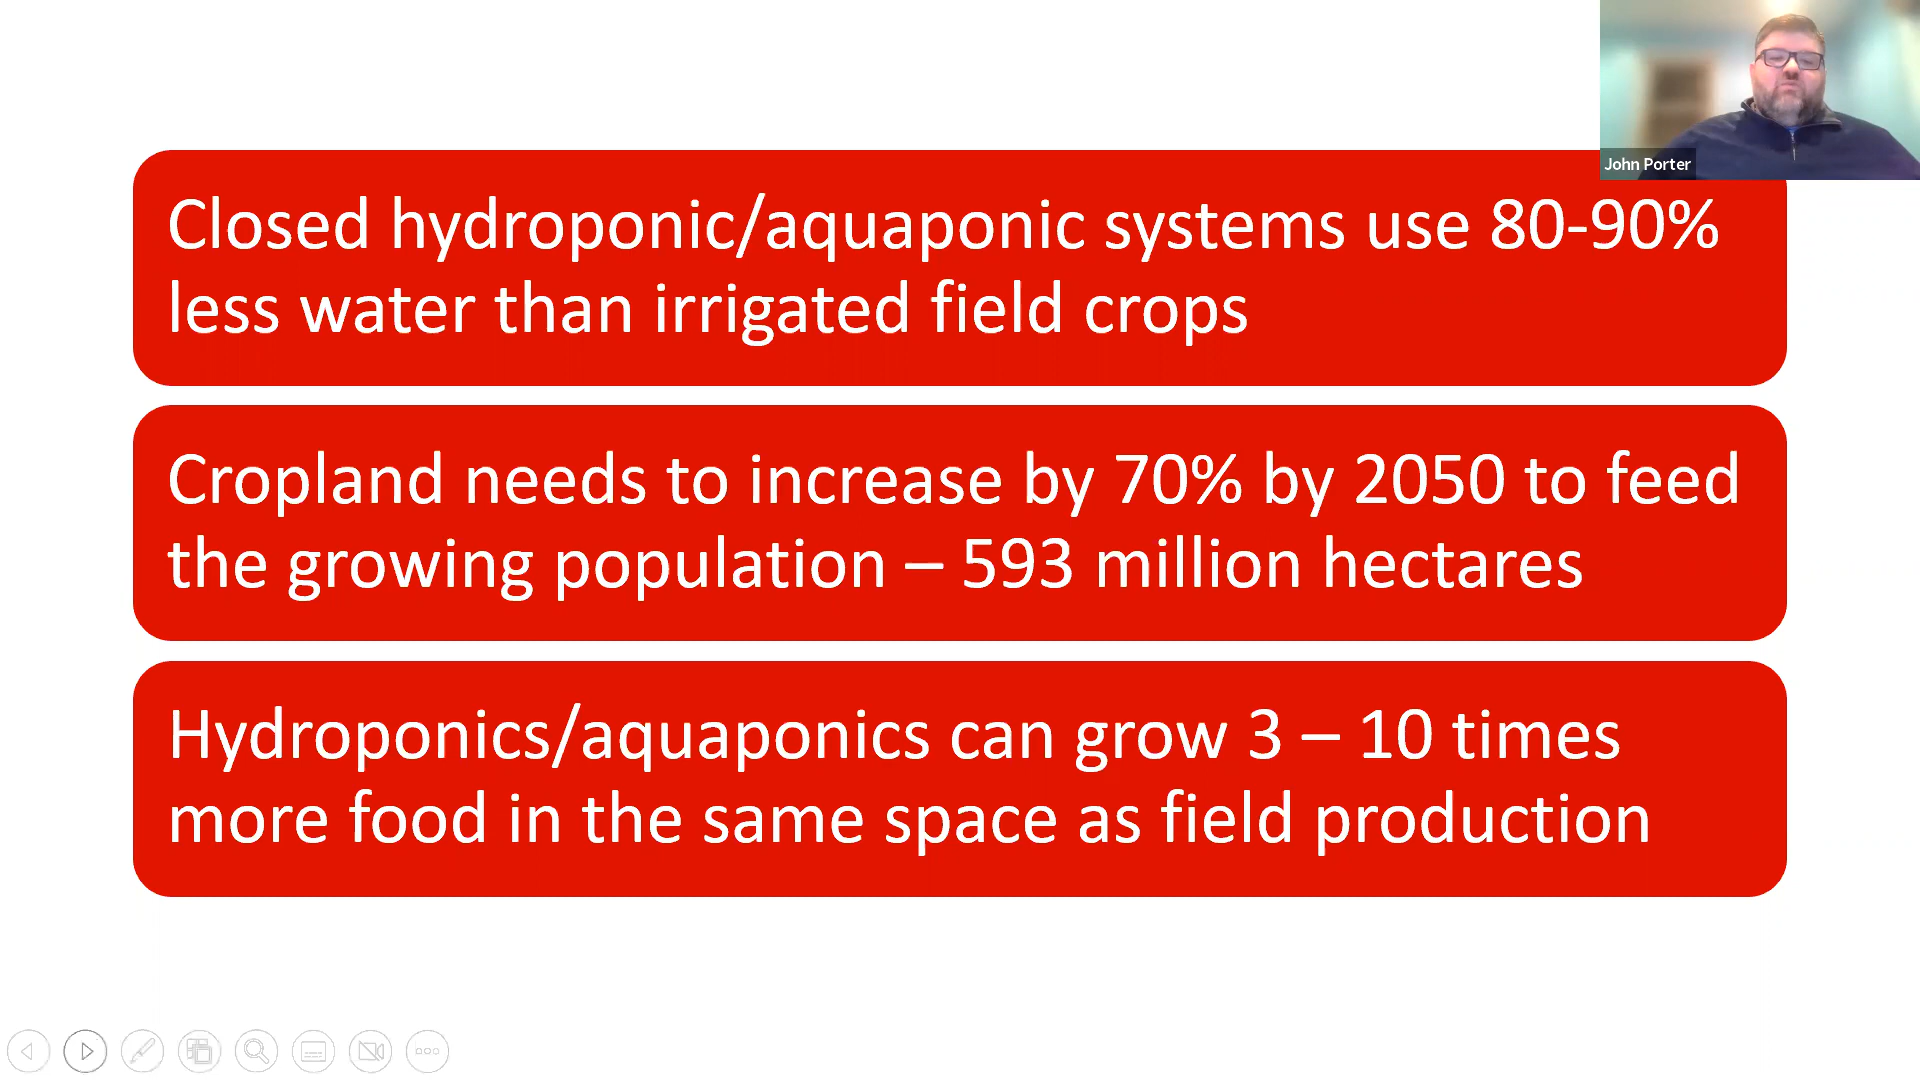 John Porter
Closed hydroponic/aquaponic systems use 80-90%
less water than irrigated field crops
Cropland needs to increase by 70% by 2050 to feed
the growing population – 593 million hectares
Hydroponics/aquaponics can grow 3 – 10 times
more food in the same space as field production